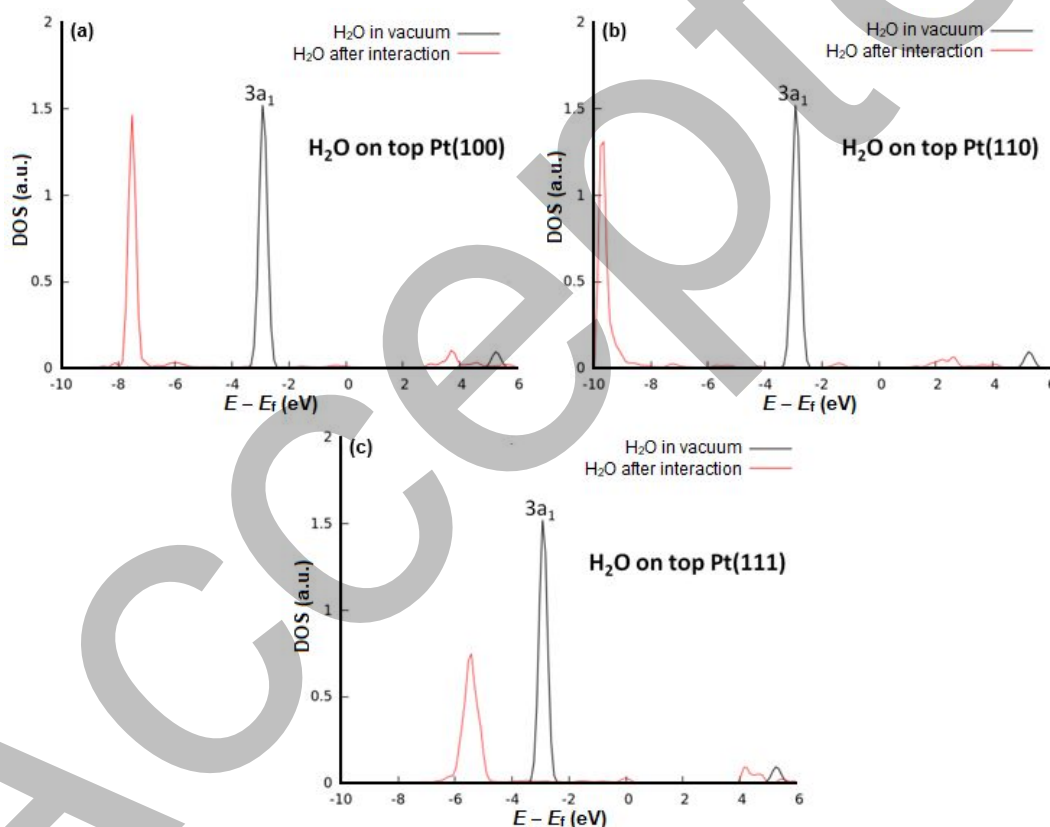 2
(a)
H₂O in vacuum
H₂O after interaction
3a₁
1.5
H₂O on top Pt(100)
DOS (a.u.)
1
0.5
0
-10 -8 -6 -4 -2 0 2 4 6
E – Ef (eV)
2
(b)
H₂O in vacuum
H₂O after interaction
3a₁
1.5
H₂O on top Pt(110)
DOS (a.u.)
1
0.5
0
-10 -8 -6 -4 -2 0 2 4 6
E – Ef (eV)
2
(c)
H₂O in vacuum
H₂O after interaction
3a₁
1.5
H₂O on top Pt(111)
DOS (a.u.)
1
0.5
0
-10 -8 -6 -4 -2 0 2 4 6
E – Ef (eV)
Accepte